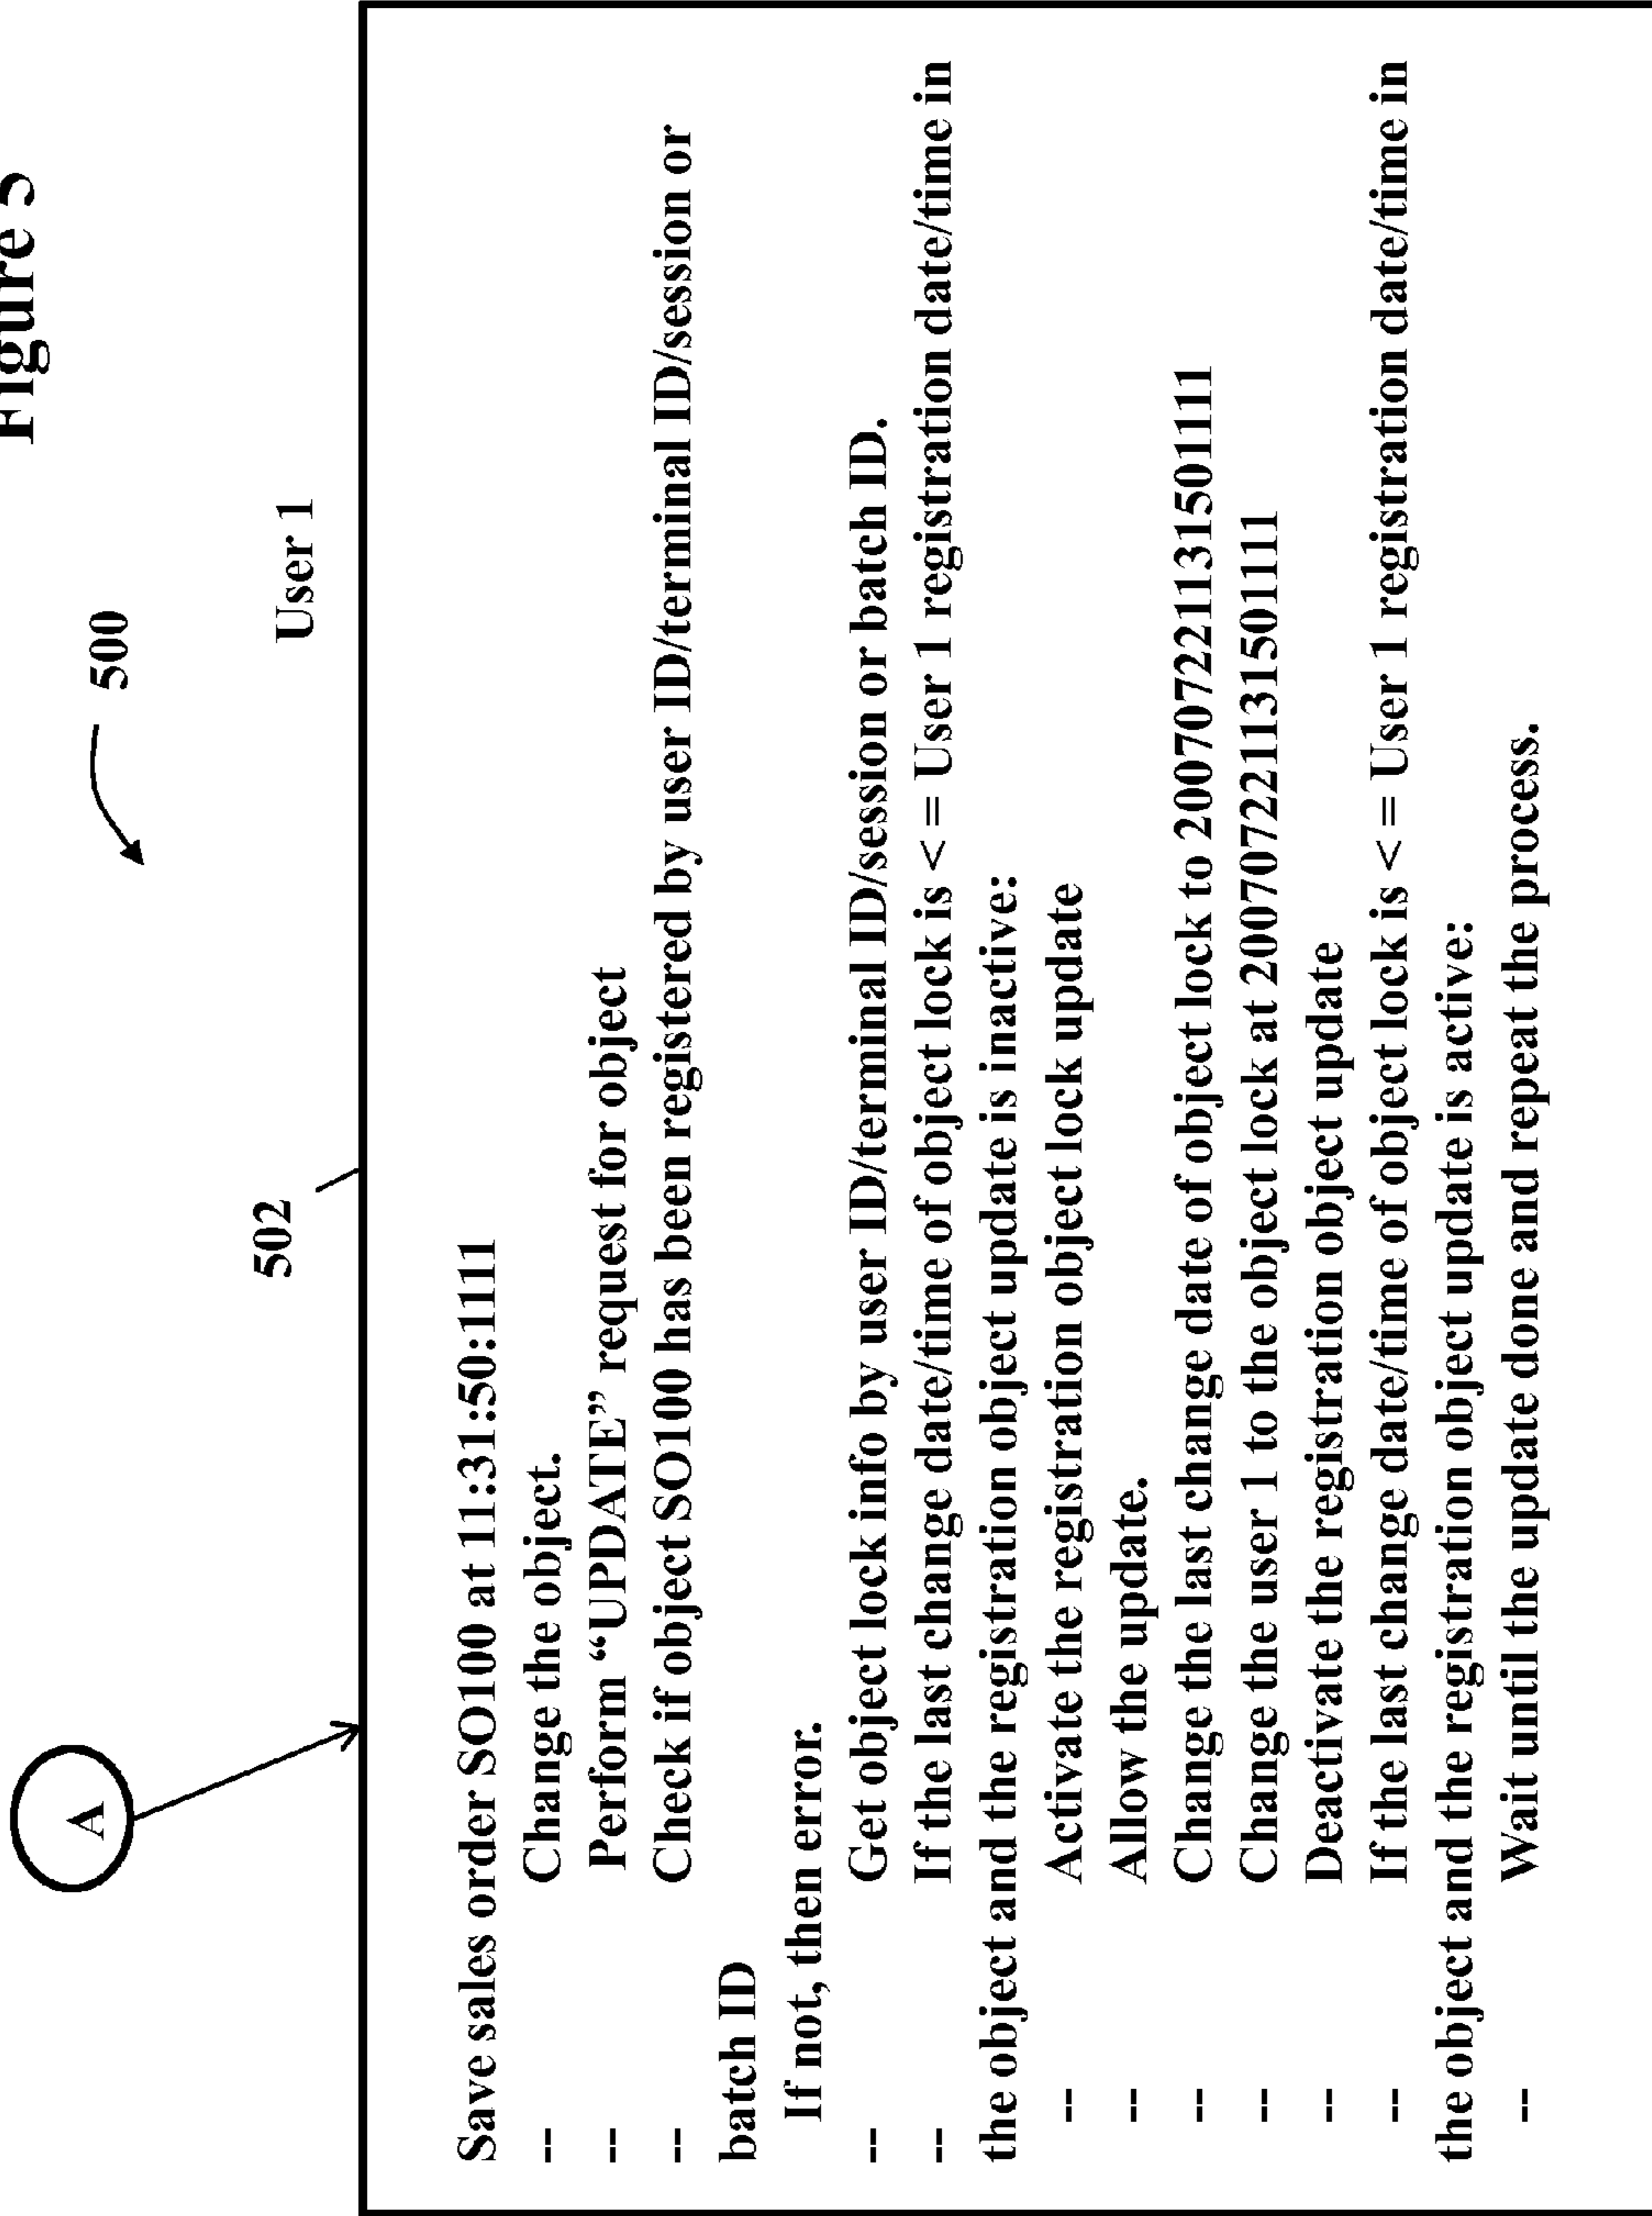 Figure 5
A
500
502
User 1
Save sales order SO100 at 11:31:50:1111
-- Change the object.
-- Perform “UPDATE” request for object
-- Check if object SO100 has been registered by user ID/terminal ID/session or
batch ID
If not, then error.
-- Get object lock info by user ID/terminal ID/session or batch ID.
-- If the last change date/time of object lock is < = User 1 registration date/time in
the object and the registration object update is inactive:
-- Activate the registration object lock update
-- Allow the update.
-- Change the last change date of object lock to 200707221131501111
-- Change the user 1 to the object lock at 200707221131501111
-- Deactivate the registration object update
-- If the last change date/time of object lock is < = User 1 registration date/time in
the object and the registration object update is active:
-- Wait until the update done and repeat the process.